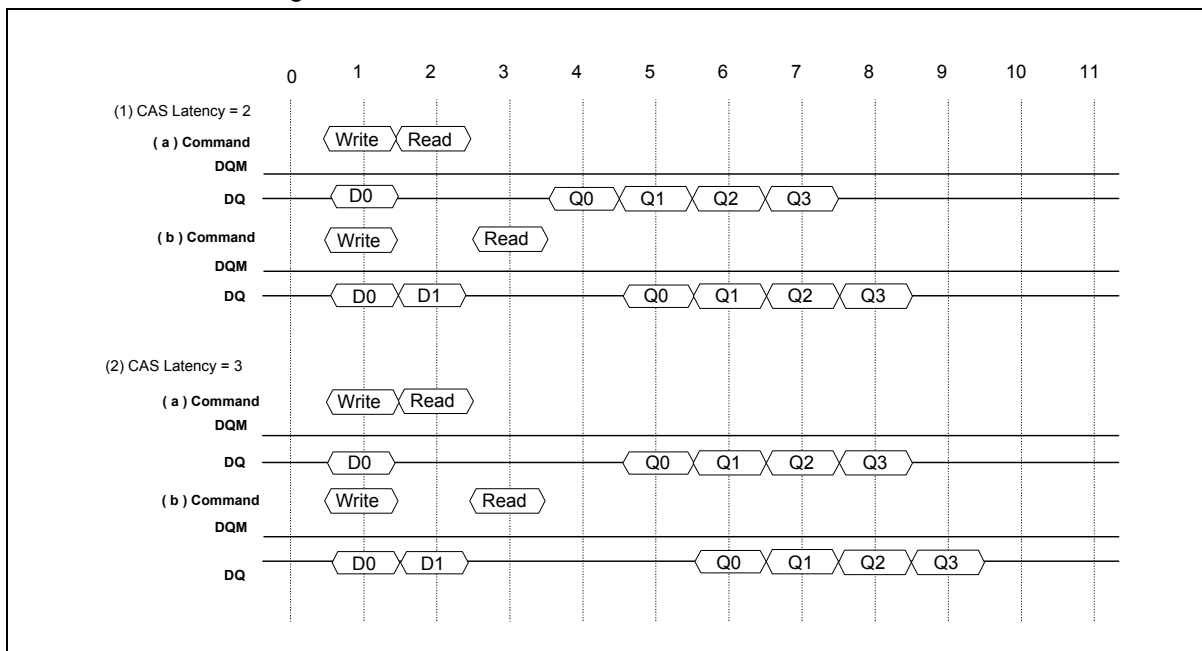 0 1 2 3 4 5 6 7 8 9 10 11
(1) CAS Latency = 2
( a ) Command Write Read
DQM
DQ D0 Q0 Q1 Q2 Q3
( b ) Command Write Read
DQM
DQ D0 D1 Q0 Q1 Q2 Q3
(2) CAS Latency = 3
( a ) Command Write Read
DQM
DQ D0 Q0 Q1 Q2 Q3
( b ) Command Write Read
DQM
DQ D0 D1 Q0 Q1 Q2 Q3